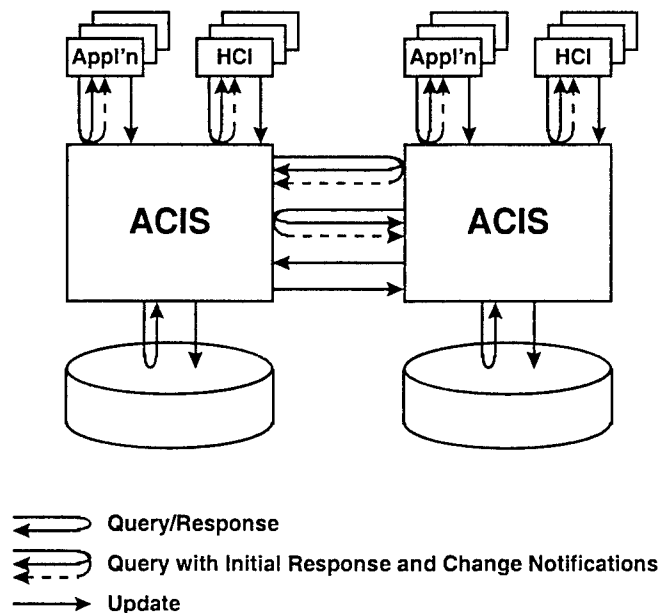 Appl'n
HCI
Appl'n
HCI
ACIS
ACIS
Query/Response
Query with Initial Response and Change Notifications
Update